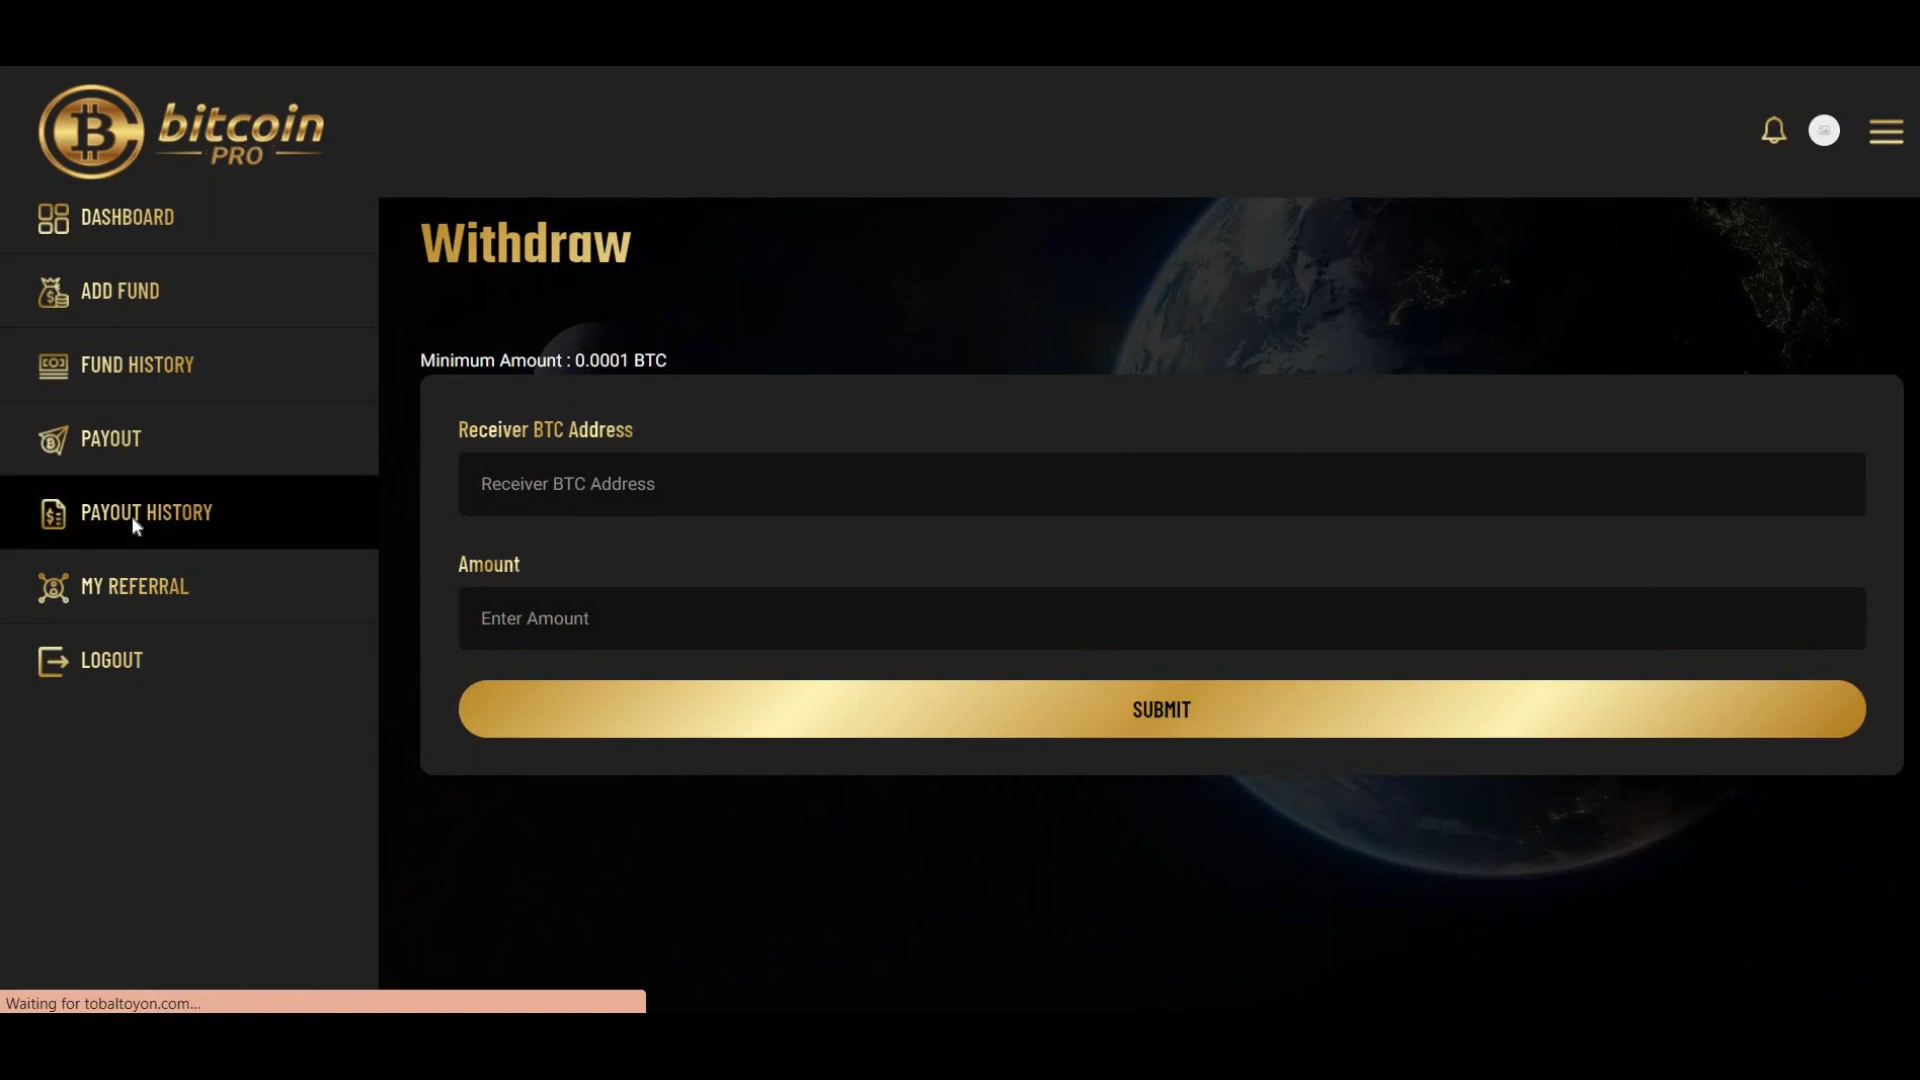 bitcoin
PRO
DASHBOARD
ADD FUND
FUND HISTORY
PAYOUT
PAYOUT HISTORY
MY REFERRAL
LOGOUT
Withdraw
Minimum Amount : 0.0001 BTC
Receiver BTC Address
Receiver BTC Address
Amount
Enter Amount
SUBMIT
Waiting for tobaltoyon.com...